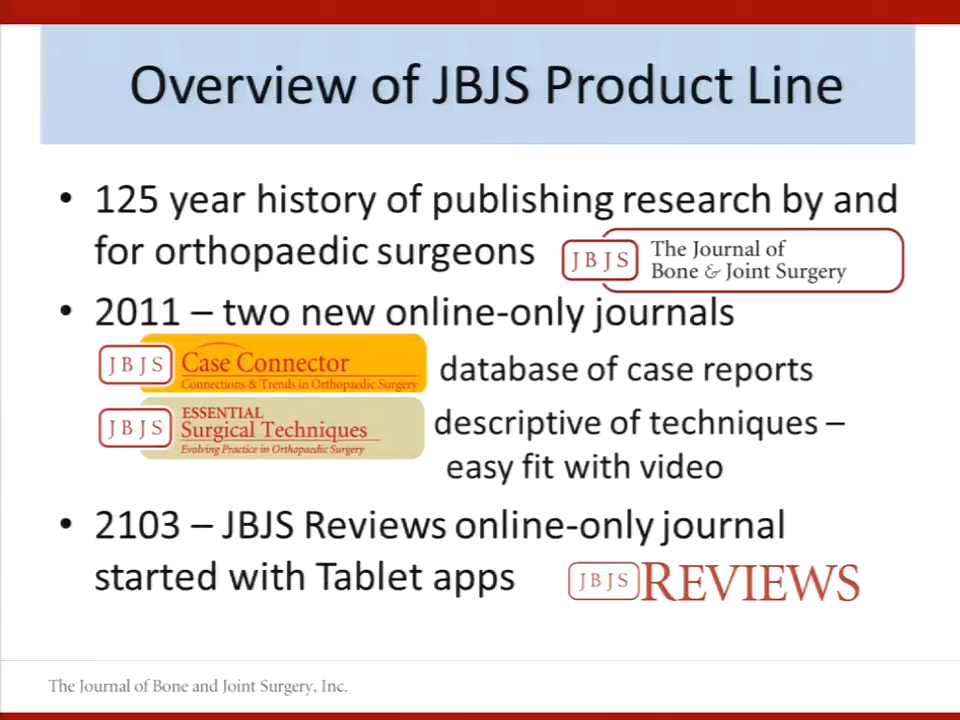 Overview of JBJS Product Line
• 125 year history of publishing research by and
for orthopaedic surgeons
JBJS The Journal of
Bone & Joint Surgery
• 2011 – two new online-only journals
JBJS Case Connector
Connections & Trends in Orthopaedic Surgery
database of case reports
JBJS ESSENTIAL
Surgical Techniques
Evolving Practice in Orthopaedic Surgery
descriptive of techniques –
easy fit with video
• 2103 – JBJS Reviews online-only journal
started with Tablet apps
JBJS REVIEWS
The Journal of Bone and Joint Surgery, Inc.